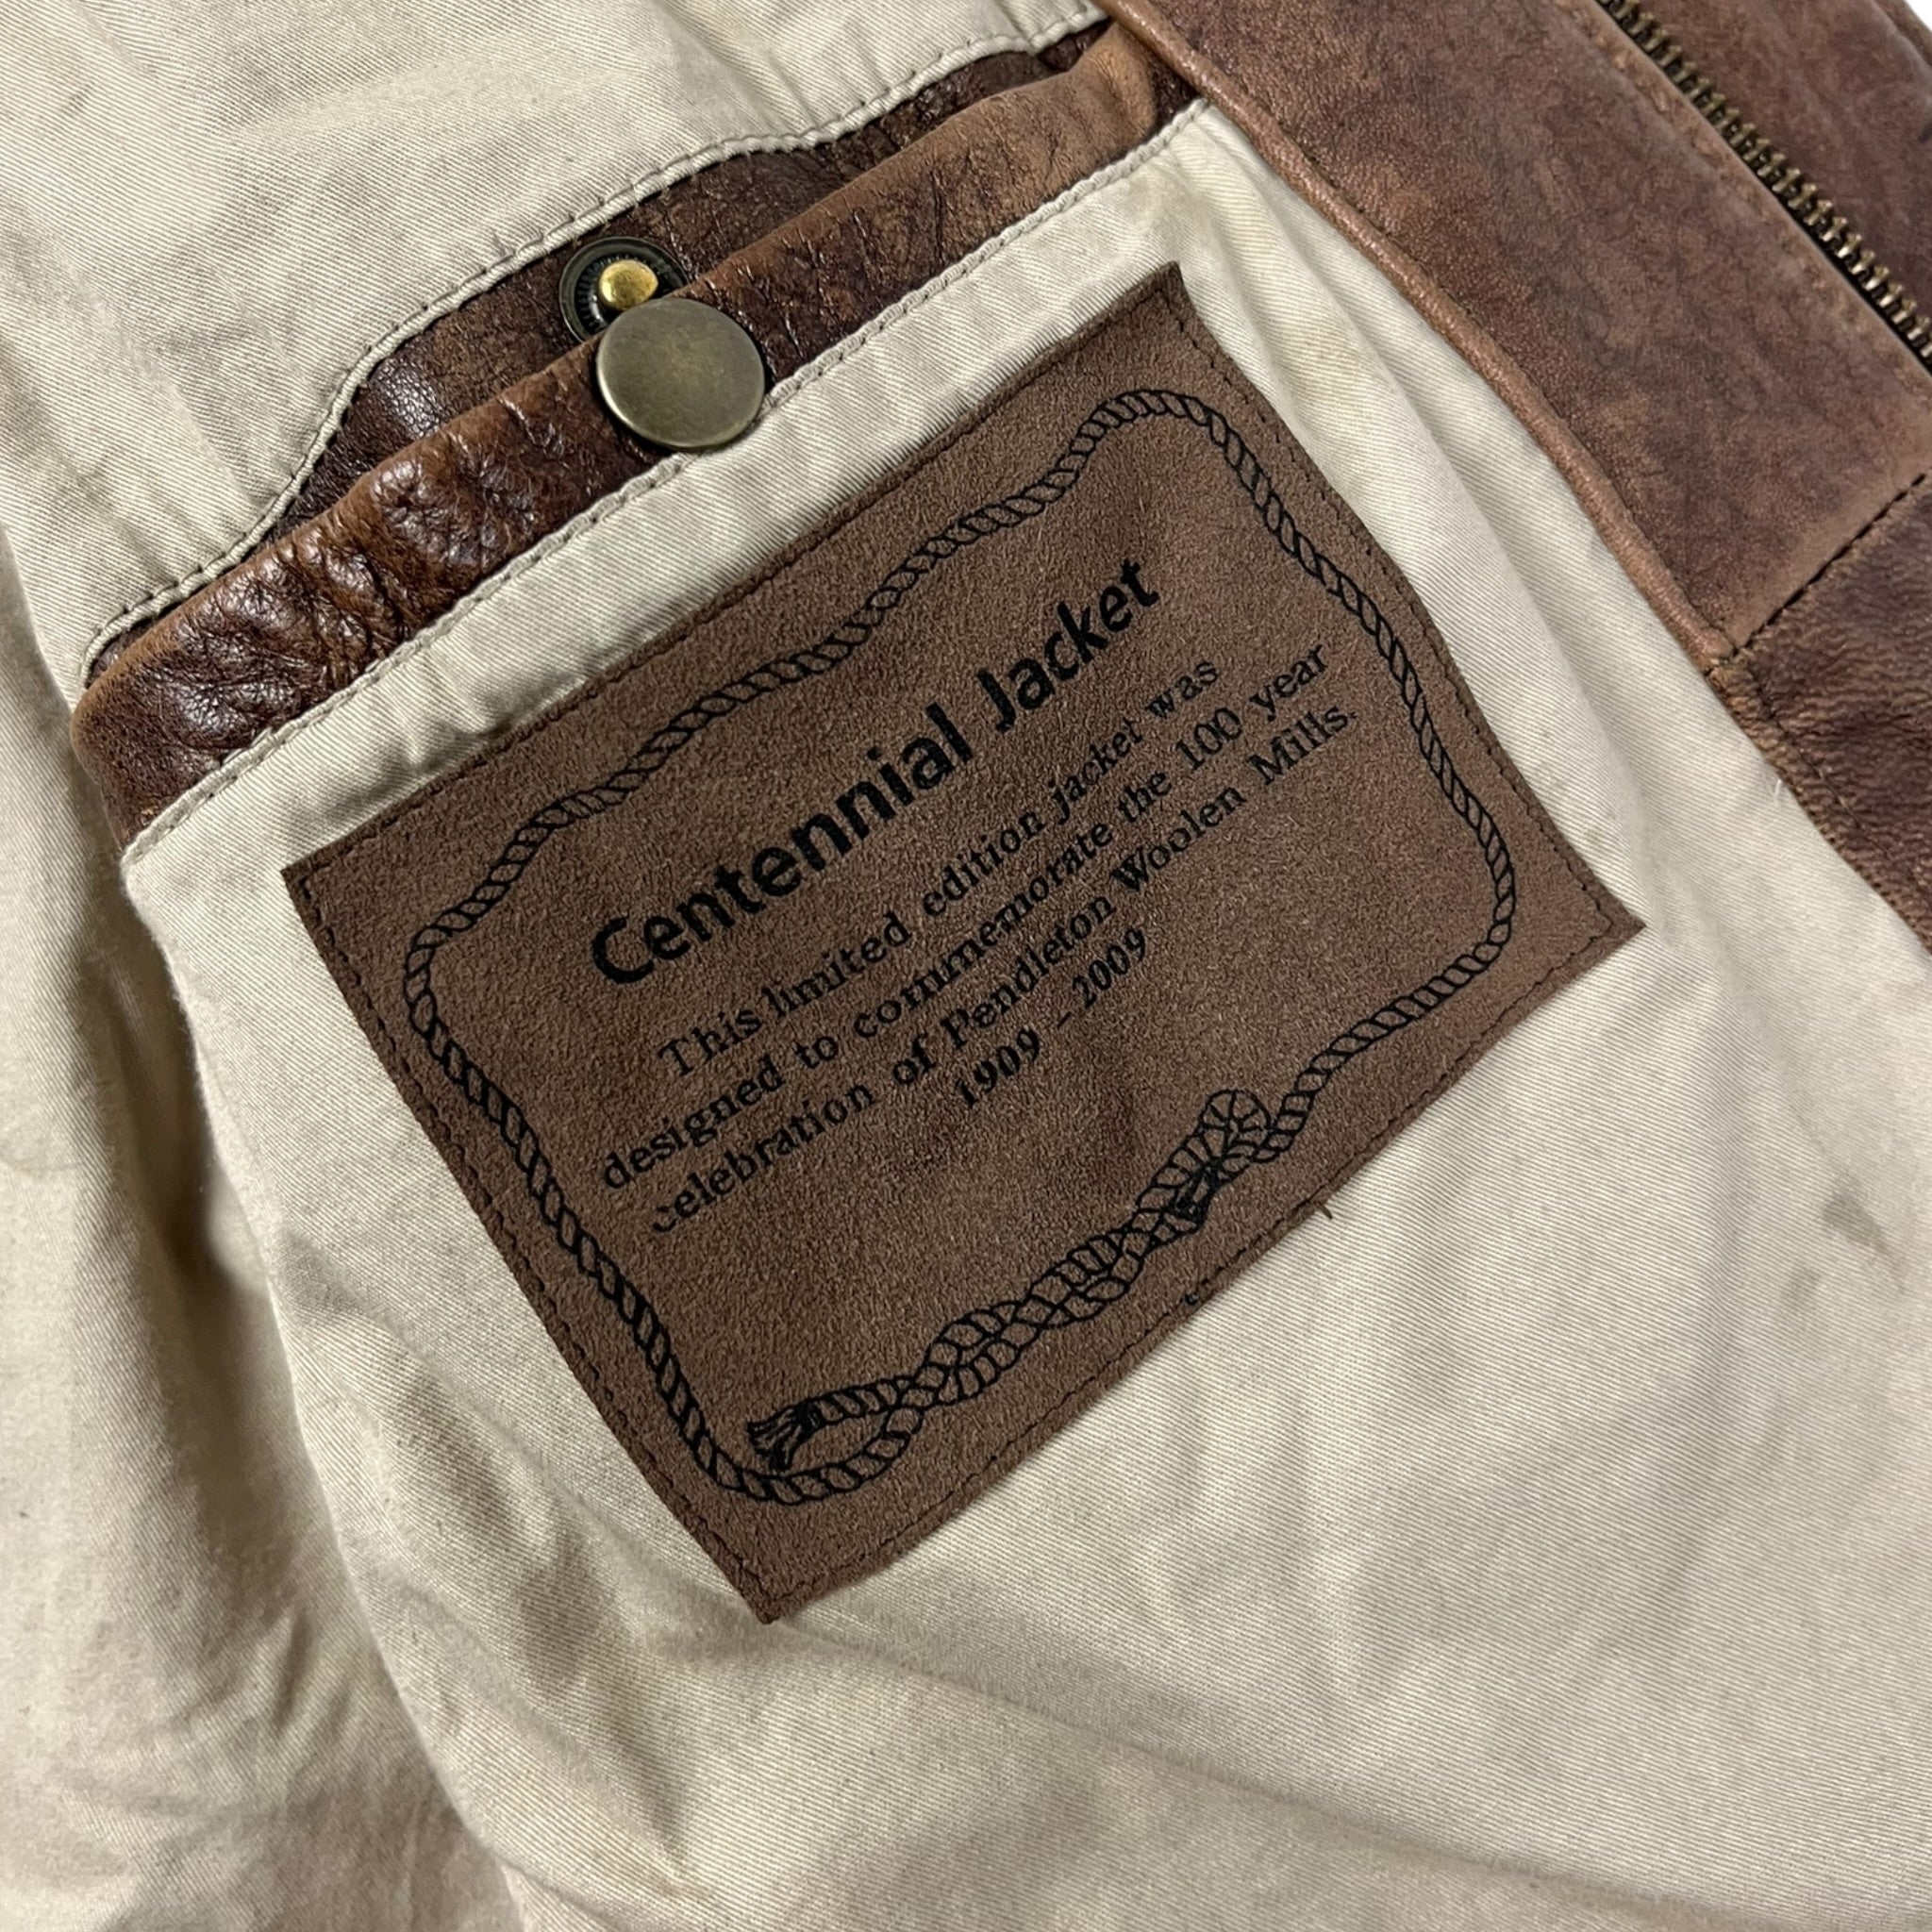 Centennial Jacket
This limited edition jacket was
designed to commemorate the 100 year
celebration of Pendleton Woolen Mills.
1909 - 2009